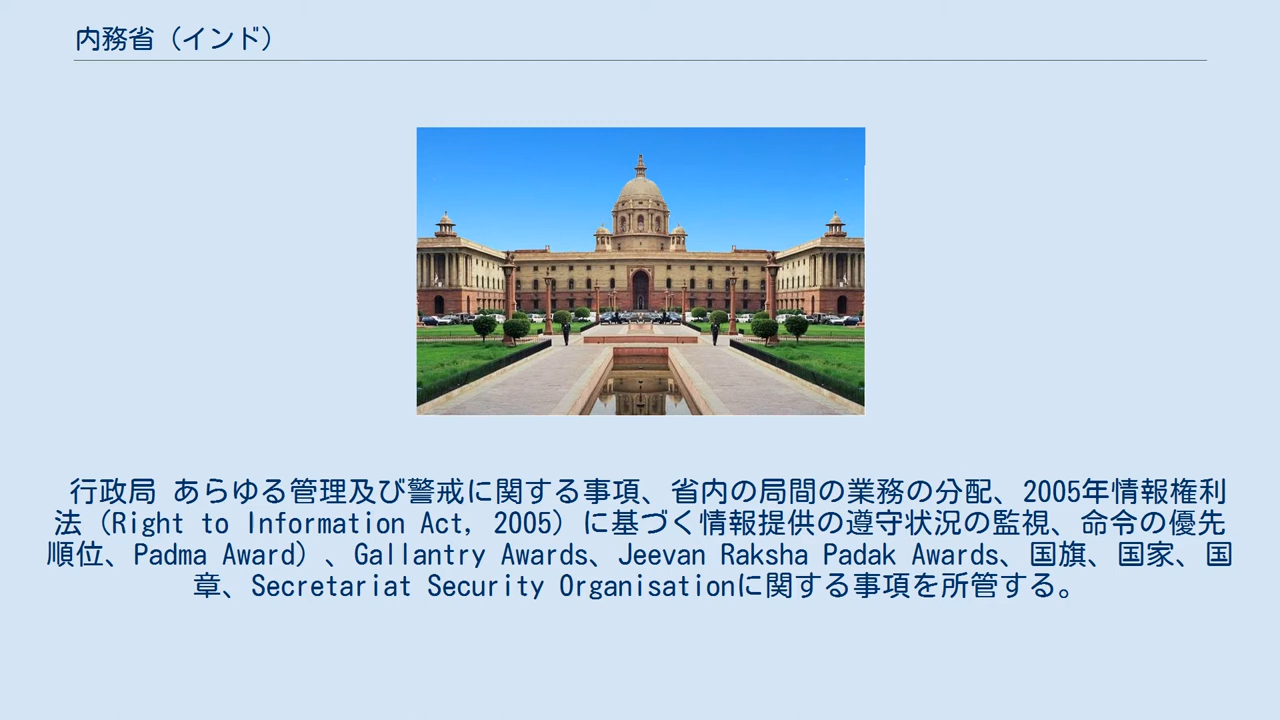 内務省（インド）
行政局 あらゆる管理及び警戒に関する事項、省内の局間の業務の分配、2005年情報権利
法（Right to Information Act, 2005）に基づく情報提供の遵守状況の監視、命令の優先
順位、Padma Award）、Gallantry Awards、Jeevan Raksha Padak Awards、国旗、国家、国
章、Secretariat Security Organisationに関する事項を所管する。